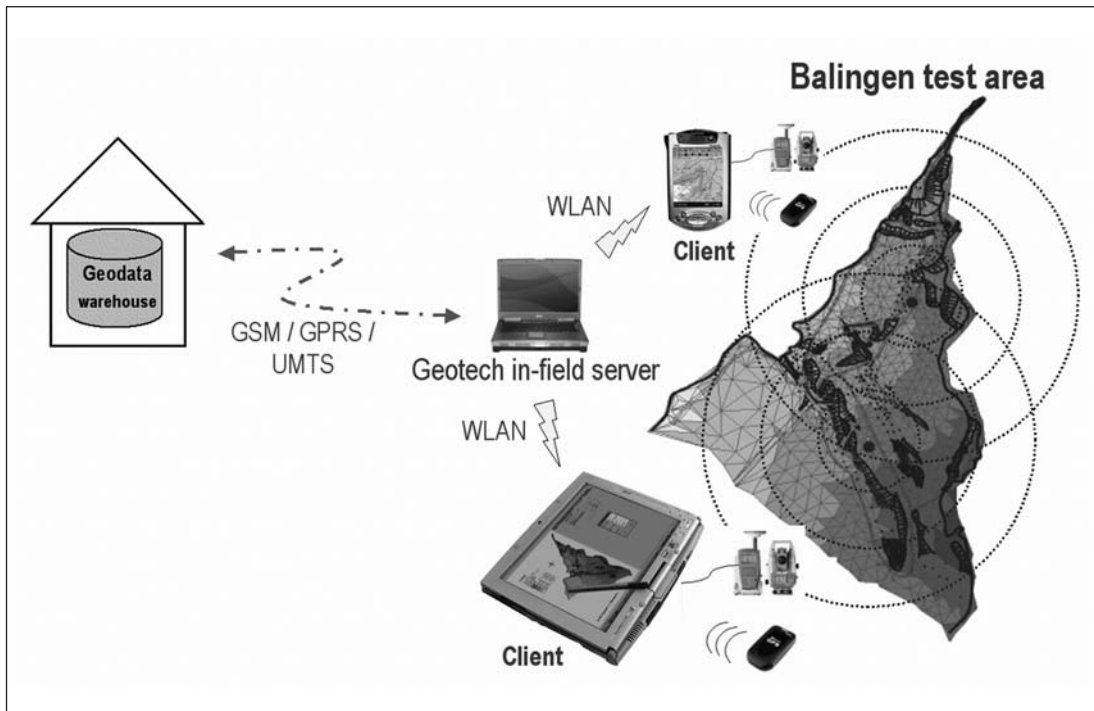 Balingen test area
WLAN
Client
Geodata
warehouse
GSM / GPRS /
UMTS
Geotech in-field server
WLAN
Client